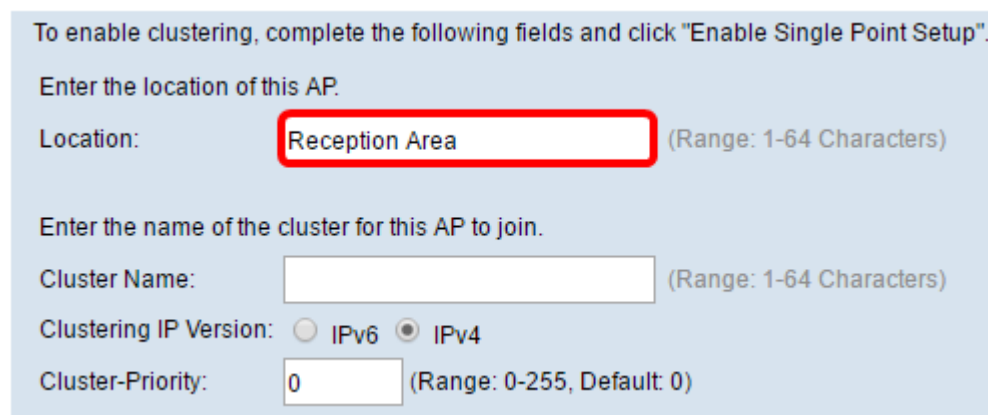 To enable clustering, complete the following fields and click "Enable Single Point Setup".
Enter the location of this AP.
Location: Reception Area (Range: 1-64 Characters)
Enter the name of the cluster for this AP to join.
Cluster Name: (Range: 1-64 Characters)
Clustering IP Version: IPv6 IPv4
Cluster-Priority: 0 (Range: 0-255, Default: 0)